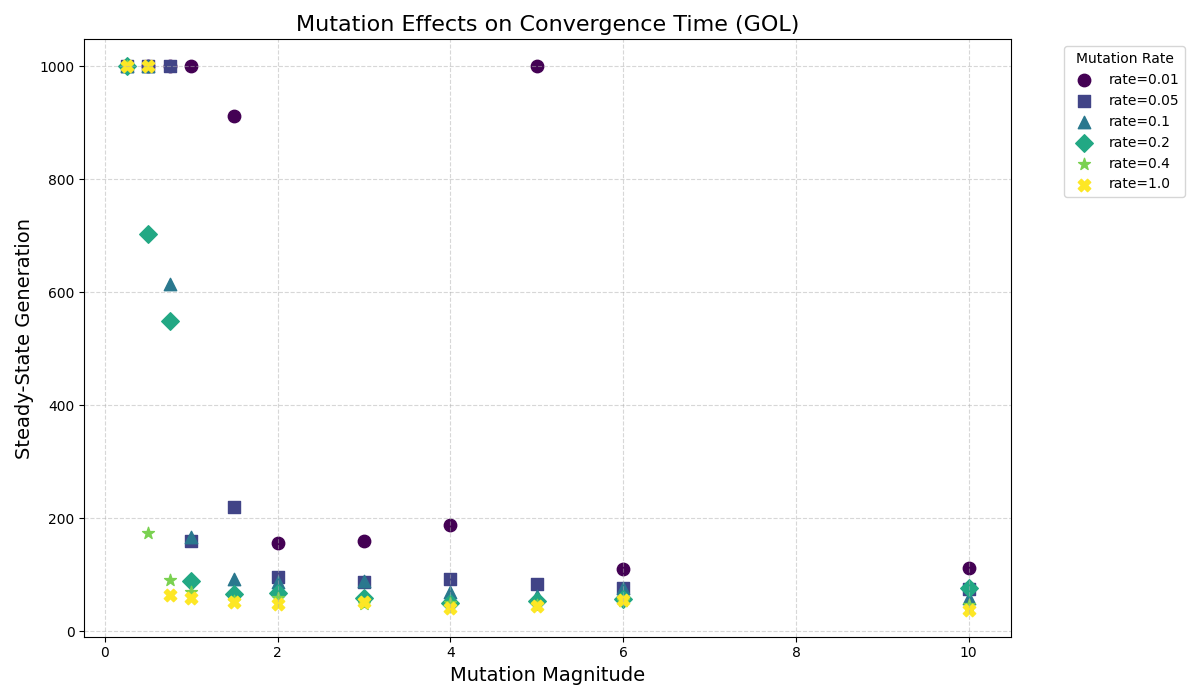 Mutation Effects on Convergence Time (GOL)
Steady-State Generation
1000
800
600
400
200
0
0
2
4
6
8
10
Mutation Magnitude
Mutation Rate
rate=0.01
rate=0.05
rate=0.1
rate=0.2
rate=0.4
rate=1.0